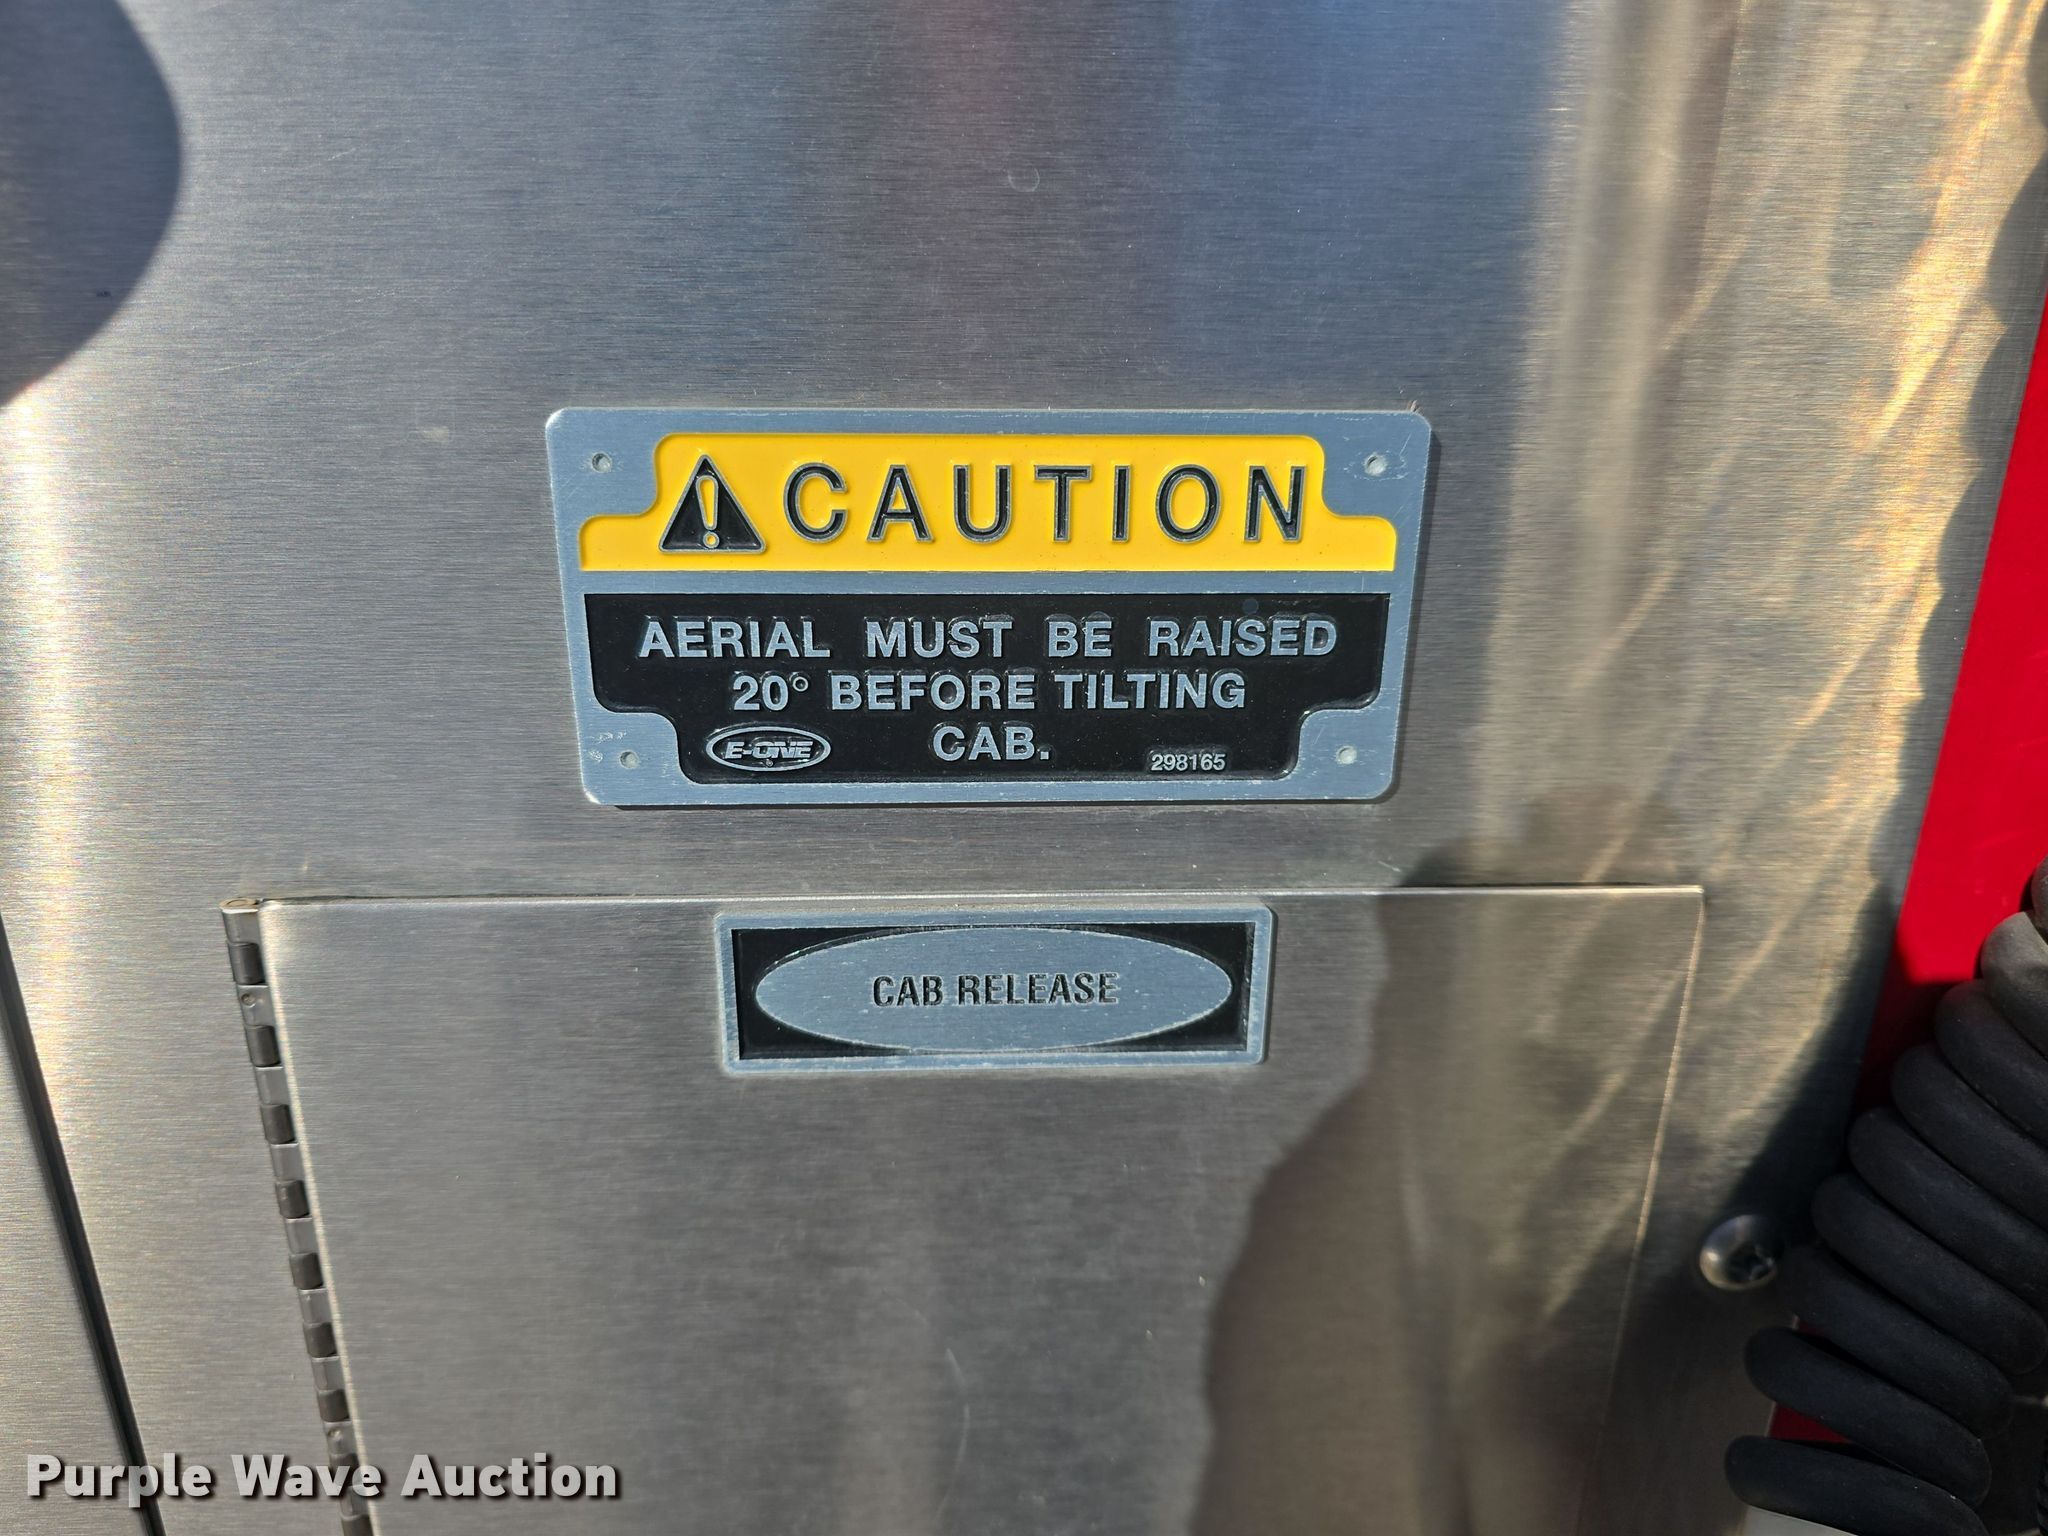 CAUTION
AERIAL MUST BE RAISED
20° BEFORE TILTING
CAB.
E-ONE
298165
CAB RELEASE
Purple Wave Auction